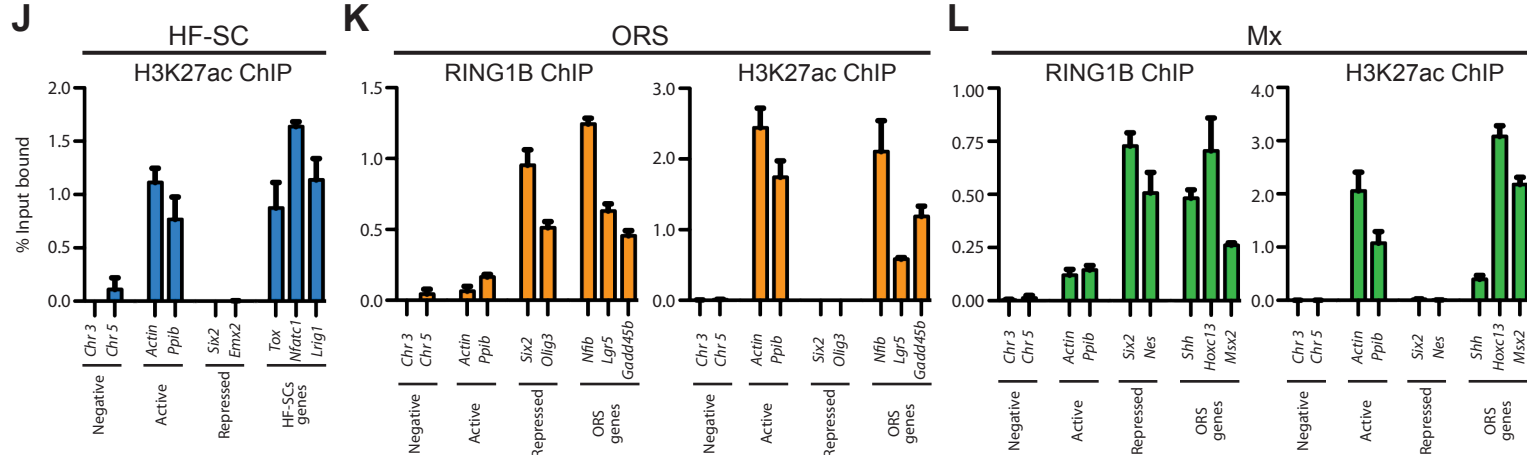 J
HF-SC
H3K27ac ChIP
% Input bound
2.0
1.5
1.0
0.5
0.0
Chr 3
Chr 5
Actin
Ppib
Six2
Emx2
Tox
Nfatc1
Lrig1
Negative
Active
Repressed
HF-SCs
genes
K
ORS
RING1B ChIP
1.5
1.0
0.5
0.0
Chr 3
Chr 5
Actin
Ppib
Six2
Olig3
Nfib
Lgr5
Gadd45b
Negative
Active
Repressed
ORS
genes
H3K27ac ChIP
3.0
2.0
1.0
0.0
Chr 3
Chr 5
Actin
Ppib
Six2
Olig3
Nfib
Lgr5
Gadd45b
Negative
Active
Repressed
ORS
genes
L
Mx
RING1B ChIP
1.00
0.75
0.50
0.25
0.00
Chr 3
Chr 5
Actin
Ppib
Six2
Nes
Shh
Hoxc13
Msx2
Negative
Active
Repressed
ORS
genes
H3K27ac ChIP
4.0
3.0
2.0
1.0
0.0
Chr 3
Chr 5
Actin
Ppib
Six2
Nes
Shh
Hoxc13
Msx2
Negative
Active
Repressed
ORS
genes